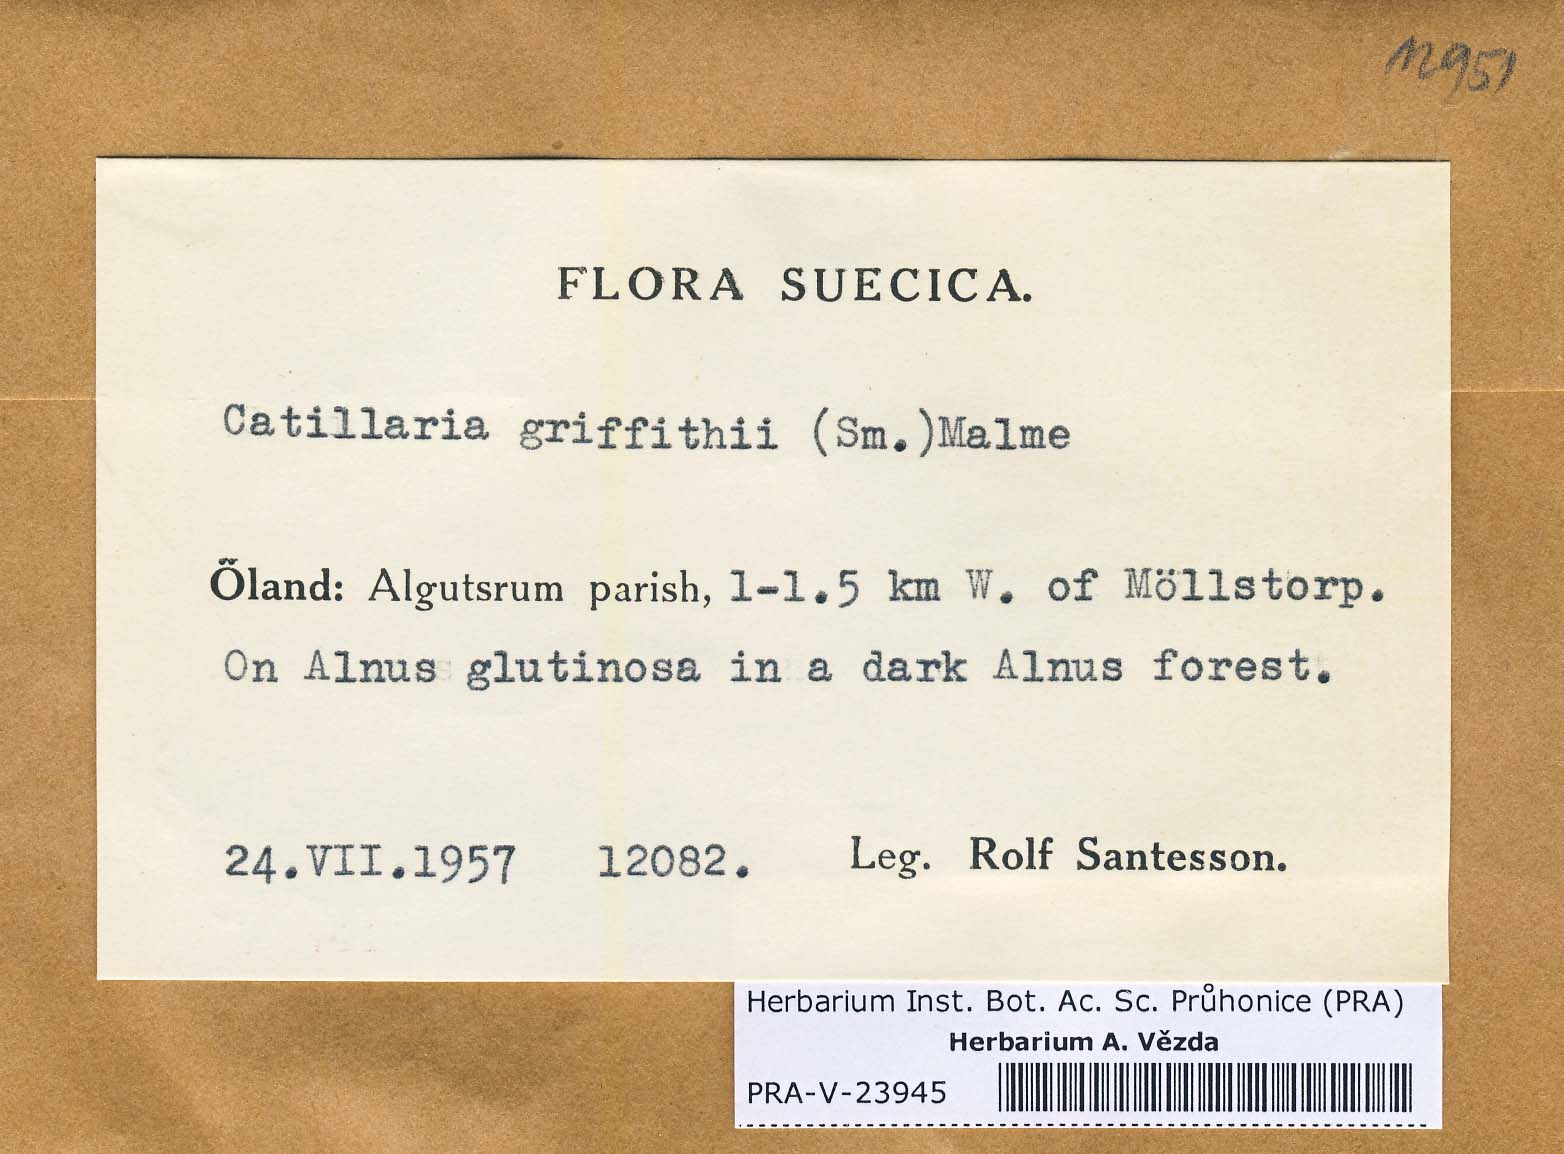 12951
FLORA SUECICA.
Catillaria griffithii (Sm.)Malme
Öland: Algutsrum parish, 1-1.5 km W. of Möllstorp.
On Alnus glutinosa in a dark Alnus forest.
24.VII.1957 12082. Leg. Rolf Santesson.
Herbarium Inst. Bot. Ac. Sc. Průhonice (PRA)
Herbarium A. Vězda
PRA-V-23945